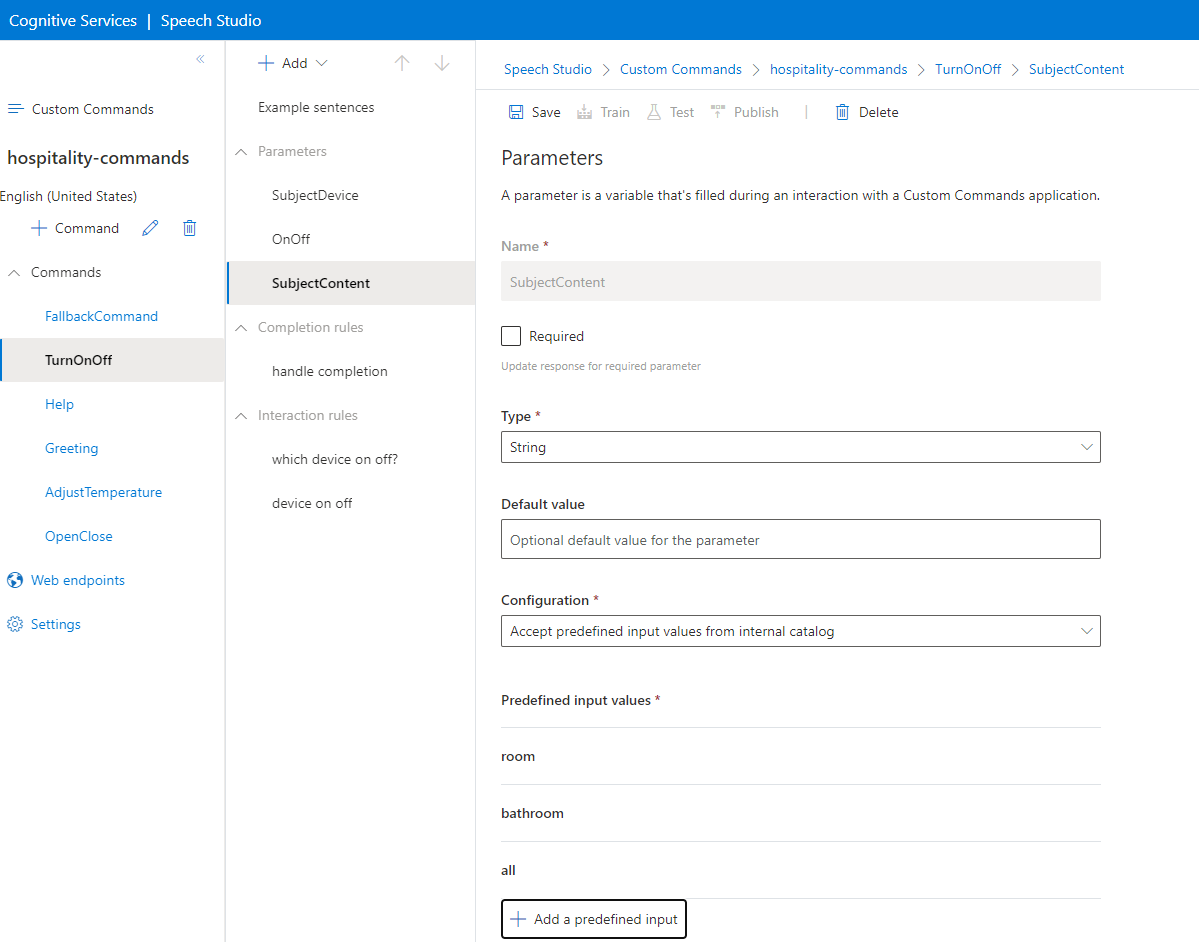 Cognitive Services | Speech Studio
Custom Commands
hospitality-commands
English (United States)
Command
Commands
FallbackCommand
TurnOnOff
Help
Greeting
AdjustTemperature
OpenClose
Web endpoints
Settings
Add
Example sentences
Parameters
SubjectDevice
OnOff
SubjectContent
Completion rules
handle completion
Interaction rules
which device on off?
device on off
Speech Studio > Custom Commands > hospitality-commands > TurnOnOff > SubjectContent
Save Train Test Publish | Delete
Parameters
A parameter is a variable that's filled during an interaction with a Custom Commands application.
Name *
SubjectContent
Required
Update response for required parameter
Type *
String
Default value
Optional default value for the parameter
Configuration *
Accept predefined input values from internal catalog
Predefined input values *
room
bathroom
all
Add a predefined input